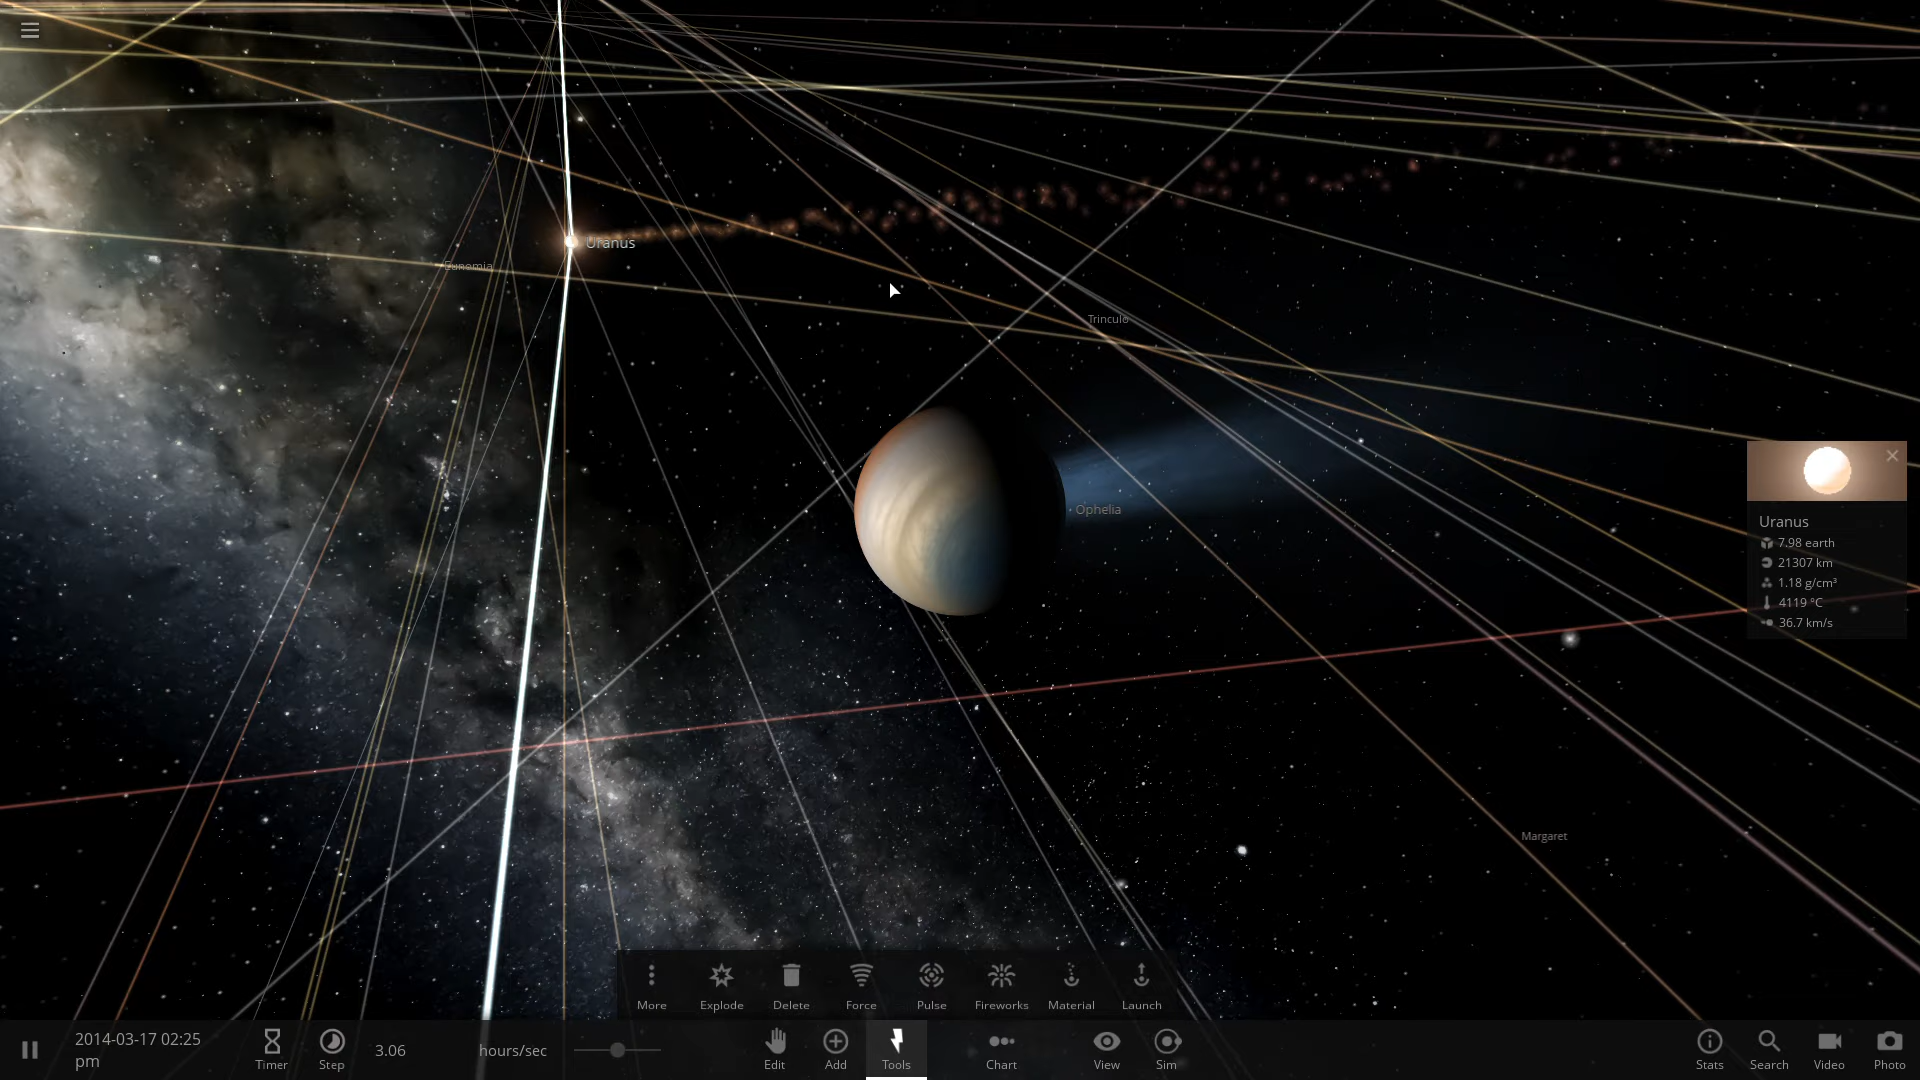 Uranus
Eunomia
Trinculo
Ophelia
Uranus
7.98 earth
21307 km
1.18 g/cm³
4119 °C
36.7 km/s
Margaret
More
Explode
Delete
Force
Pulse
Fireworks
Material
Launch
2014-03-17 02:25
pm
Timer
Step
3.06
hours/sec
Edit
Add
Tools
Chart
View
Sim
Stats
Search
Video
Photo